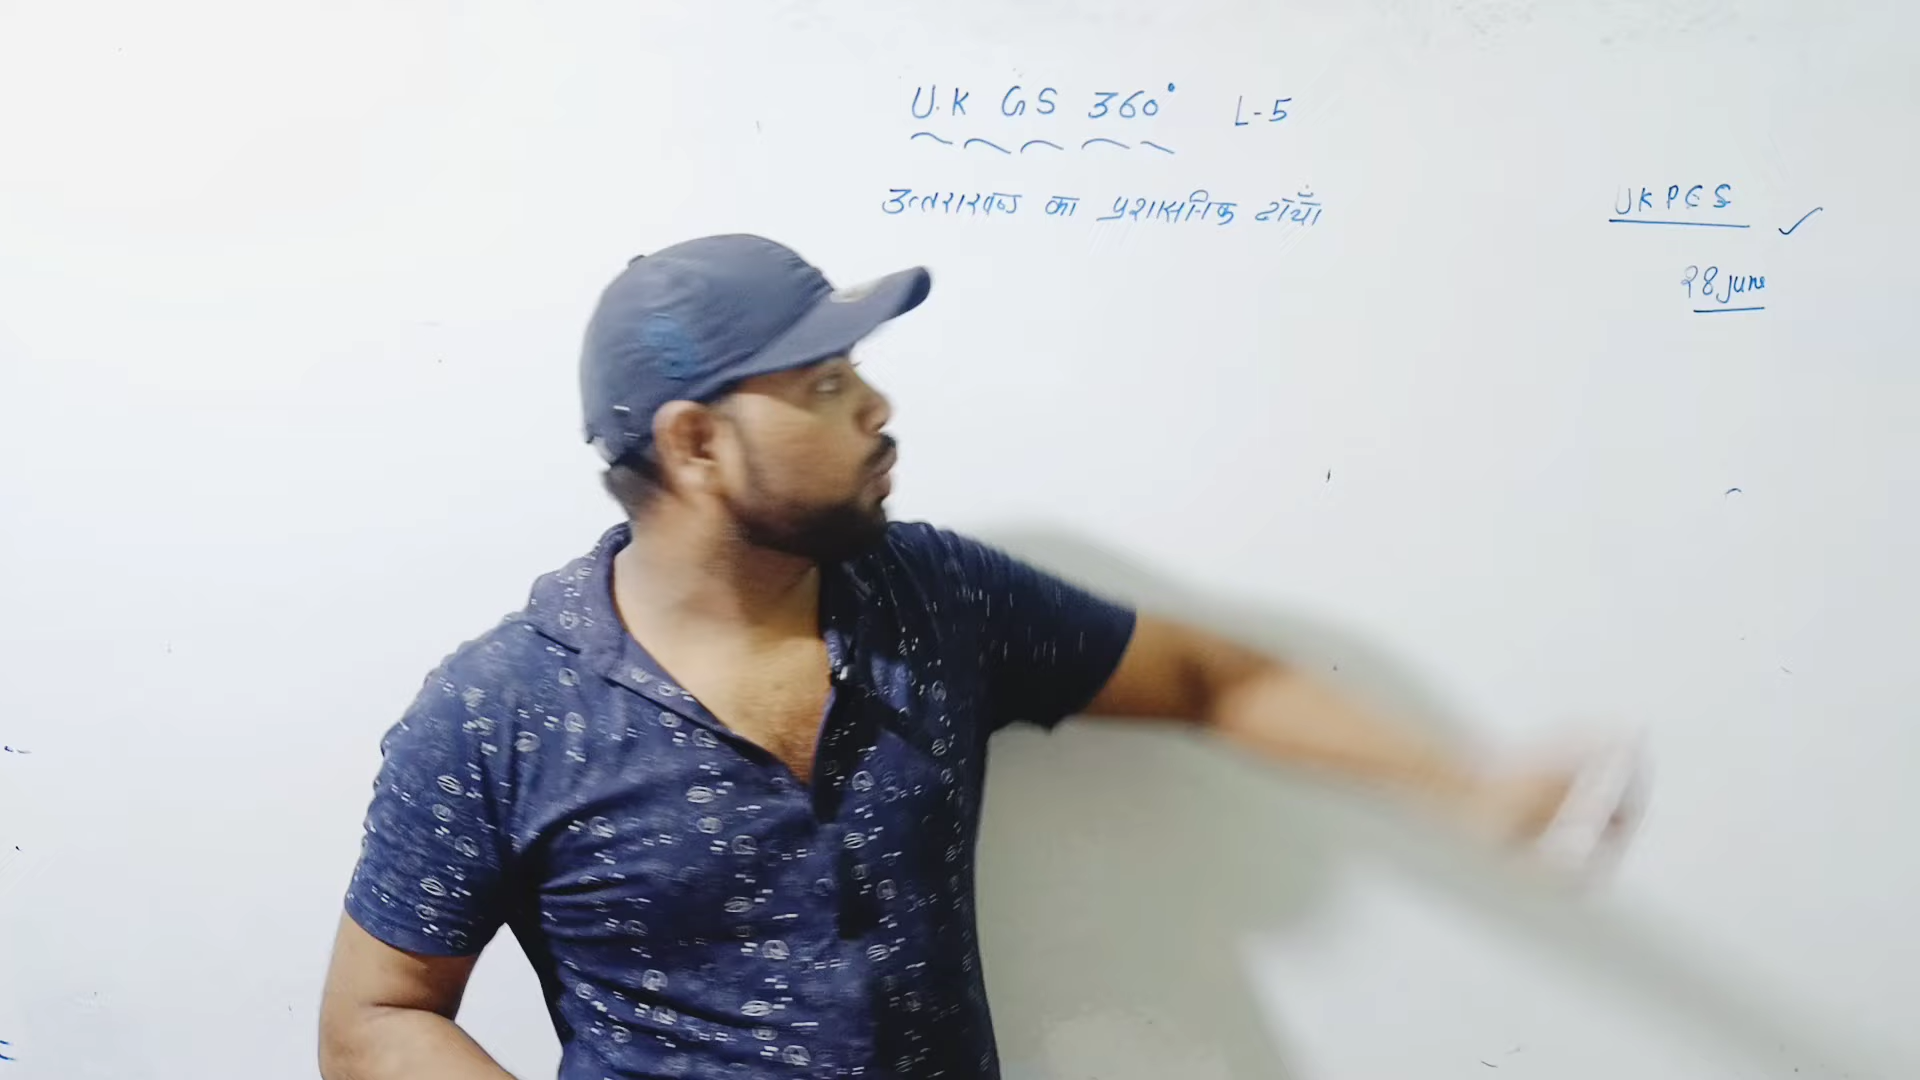 U.K GS 360° L-5
उत्तराखण्ड का प्रशासनिक ढाँचाँ
UKPCS ✓
28 June